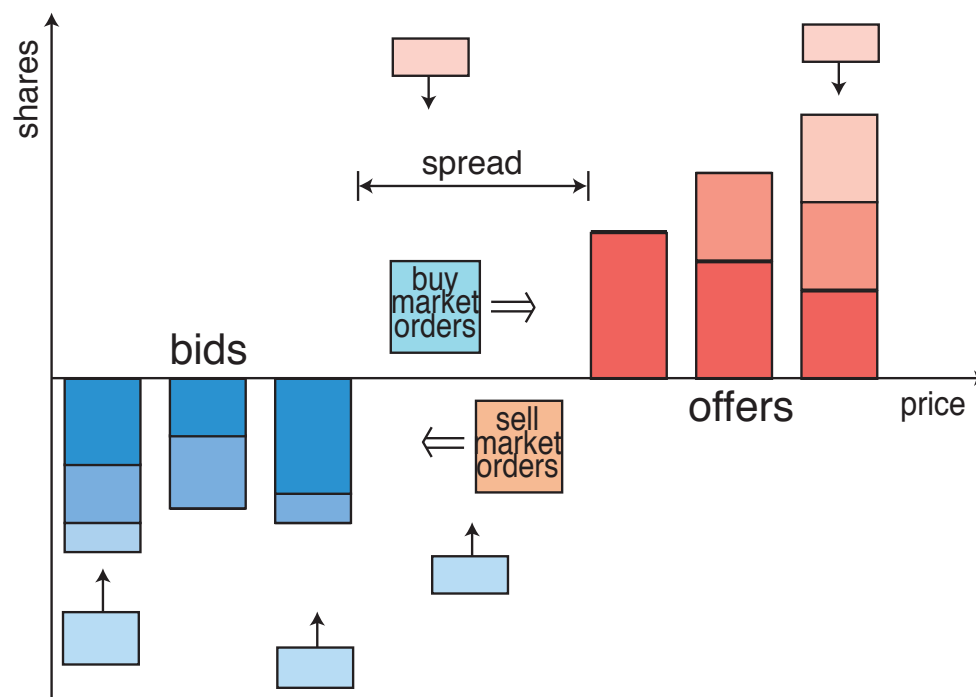 shares
spread
buy
market
orders
bids
offers
price
sell
market
orders